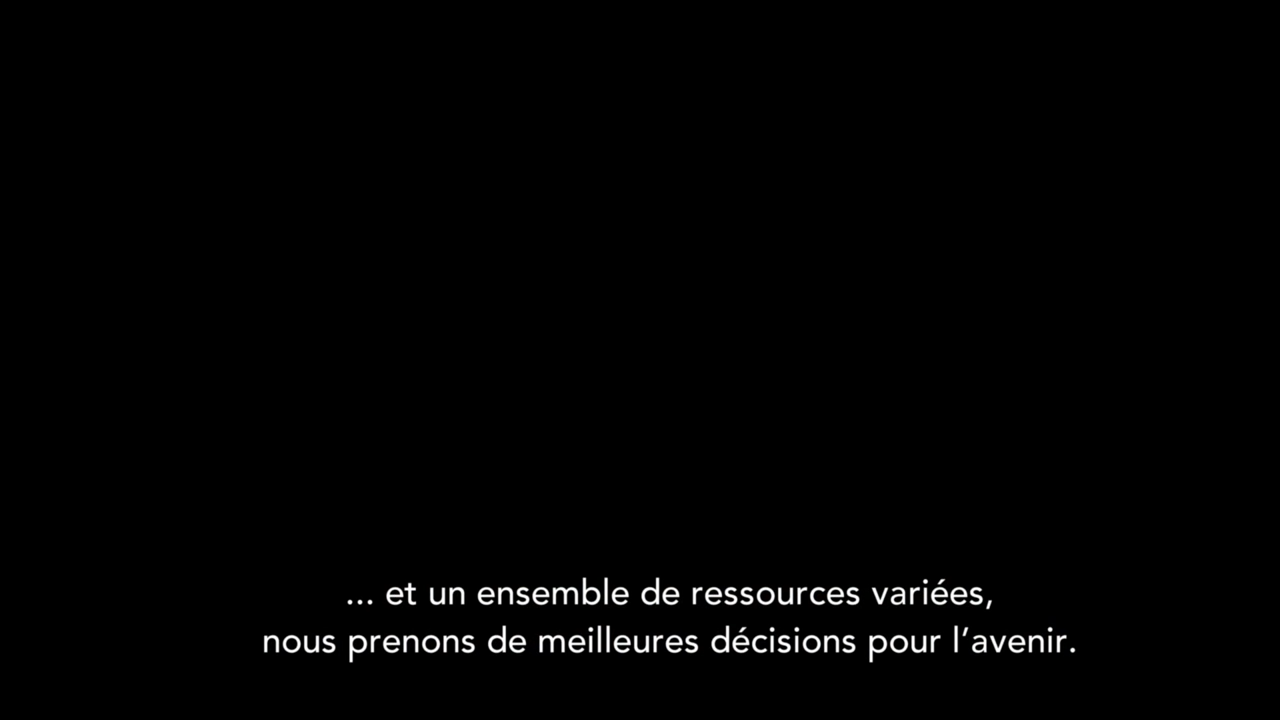 ... et un ensemble de ressources variées,
nous prenons de meilleures décisions pour l’avenir.